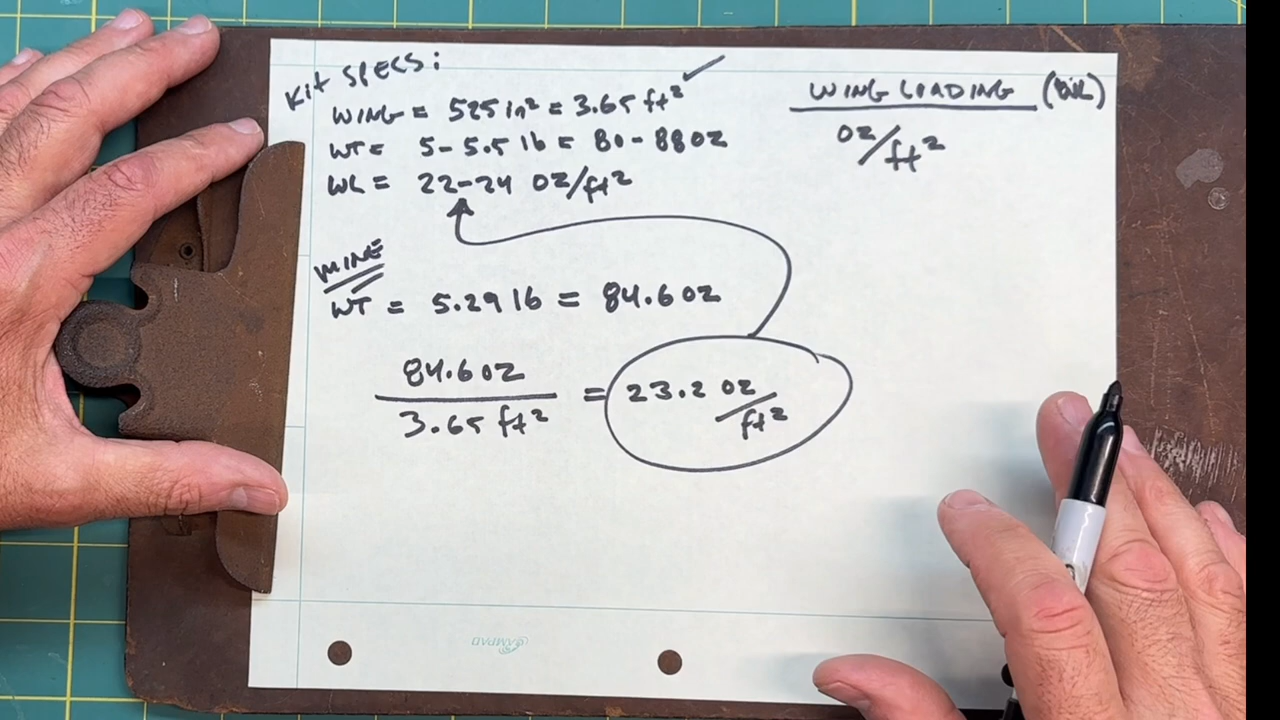 Kit SPECS:
WING = 525 in² = 3.65 ft²
WT = 5-5.5 lb = 80-88 OZ
WL = 22-24 OZ/ft²
WING LOADING
OZ/ft²
MINE
WT = 5.29 lb = 84.6 OZ
84.6 OZ
3.65 ft²
= 23.2 OZ/ft²
AMPAD